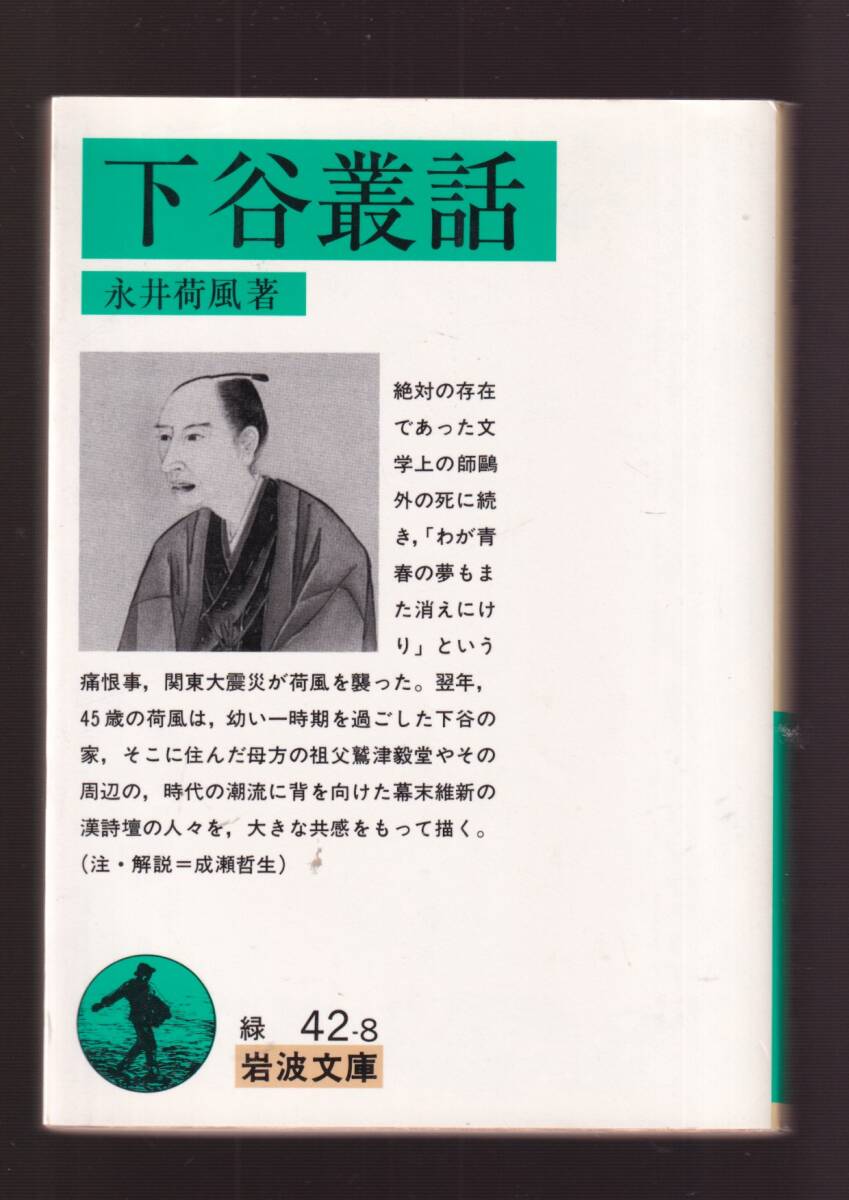 下谷叢話
永井荷風著
絶対の存在
であった文
学上の師鷗
外の死に続
き,「わが青
春の夢もま
た消えにけ
り」という
痛恨事，関東大震災が荷風を襲った。翌年，
45歳の荷風は，幼い一時期を過ごした下谷の
家，そこに住んだ母方の祖父鷲津毅堂やその
周辺の，時代の潮流に背を向けた幕末維新の
漢詩壇の人々を，大きな共感をもって描く。
(注・解説＝成瀬哲生)
緑 42-8
岩波文庫